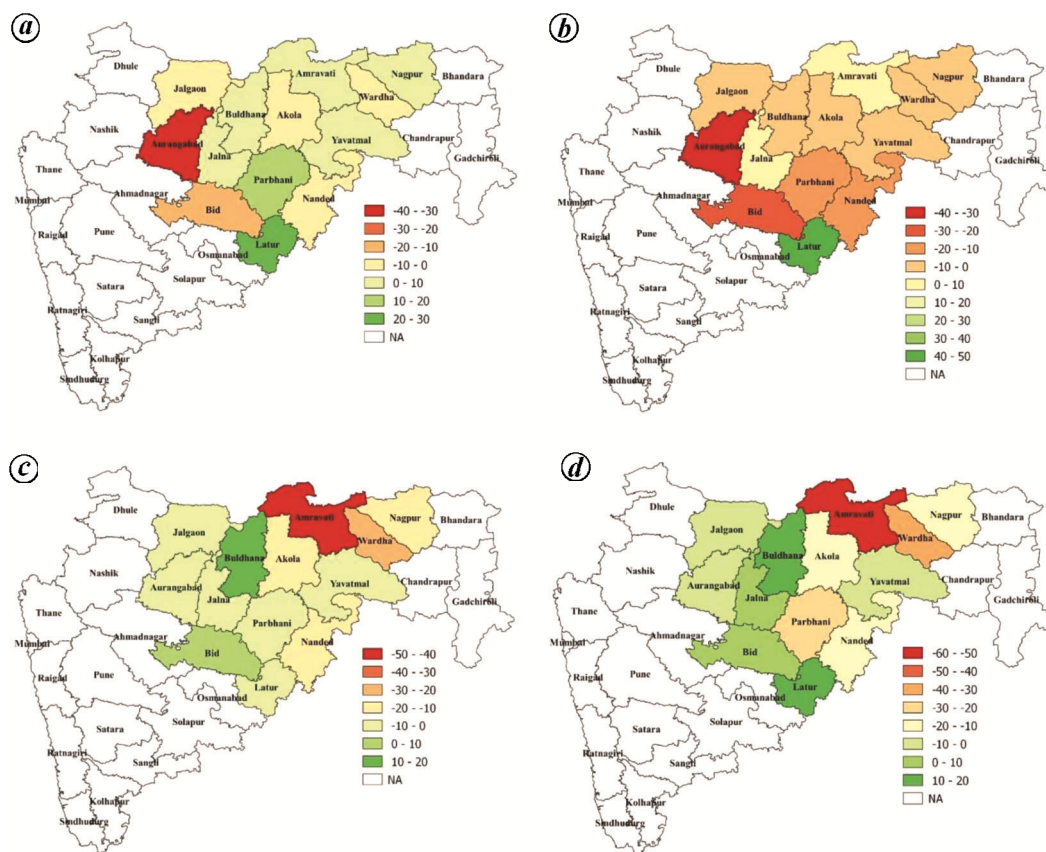 a
Dhule
Jalgaon
Amravati
Nagpur
Bhandara
Wardha
Buldhana
Akola
Nashik
Aurangabad
Jalna
Yavatmal
Chandrapur
Gadchiroli
Thane
Parbhani
Ahmadnagar
Nanded
Mumbai
Bid
Pune
Raigad
Latur
Osmanabad
Solapur
Satara
Ratnagiri
Sangli
Kolhapur
Sindhudurg
-40 - -30
-30 - -20
-20 - -10
-10 - 0
0 - 10
10 - 20
20 - 30
NA
b
Dhule
Jalgaon
Amravati
Nagpur
Bhandara
Wardha
Buldhana
Akola
Nashik
Aurangabad
Jalna
Yavatmal
Chandrapur
Gadchiroli
Thane
Parbhani
Ahmadnagar
Nanded
Mumbai
Bid
Pune
Raigad
Latur
Osmanabad
Solapur
Satara
Ratnagiri
Sangli
Kolhapur
Sindhudurg
-40 - -30
-30 - -20
-20 - -10
-10 - 0
0 - 10
10 - 20
20 - 30
30 - 40
40 - 50
NA
c
Dhule
Jalgaon
Amravati
Nagpur
Bhandara
Wardha
Buldhana
Akola
Nashik
Aurangabad
Jalna
Yavatmal
Chandrapur
Gadchiroli
Thane
Parbhani
Ahmadnagar
Nanded
Mumbai
Bid
Pune
Raigad
Latur
Osmanabad
Solapur
Satara
Ratnagiri
Sangli
Kolhapur
Sindhudurg
-50 - -40
-40 - -30
-30 - -20
-20 - -10
-10 - 0
0 - 10
10 - 20
NA
d
Dhule
Jalgaon
Amravati
Nagpur
Bhandara
Wardha
Buldhana
Akola
Nashik
Aurangabad
Jalna
Yavatmal
Chandrapur
Gadchiroli
Thane
Parbhani
Ahmadnagar
Nanded
Mumbai
Bid
Pune
Raigad
Latur
Osmanabad
Solapur
Satara
Ratnagiri
Sangli
Kolhapur
Sindhudurg
-60 - -50
-50 - -40
-40 - -30
-30 - -20
-20 - -10
-10 - 0
0 - 10
10 - 20
NA